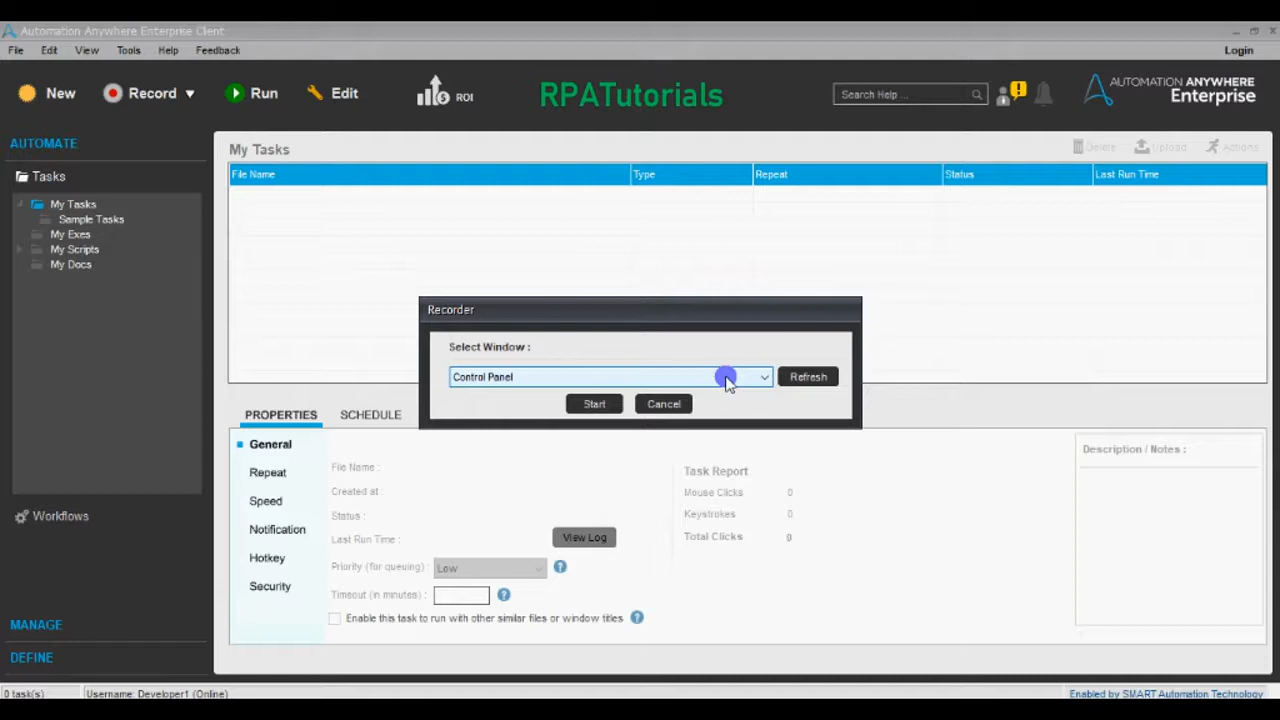 Automation Anywhere Enterprise Client
File Edit View Tools Help Feedback Login
New Record Run Edit ROI RPATutorials Search Help ... AUTOMATION ANYWHERE
Enterprise
AUTOMATE
My Tasks Delete Upload Actions
Tasks
File Name Type Repeat Status Last Run Time
My Tasks
Sample Tasks
My Exes
My Scripts
My Docs
Recorder
Select Window :
Control Panel Refresh
Start Cancel
PROPERTIES SCHEDULE
General
Repeat
Speed
Notification
Hotkey
Security
File Name :
Created at
Status :
Last Run Time : View Log
Priority (for queuing) : Low
Timeout (in minutes) :
Enable this task to run with other similar files or window titles
Task Report
Mouse Clicks 0
Keystrokes 0
Total Clicks 0
Description / Notes :
Workflows
MANAGE
DEFINE
0 task(s) Username: Developer1 (Online) Enabled by SMART Automation Technology